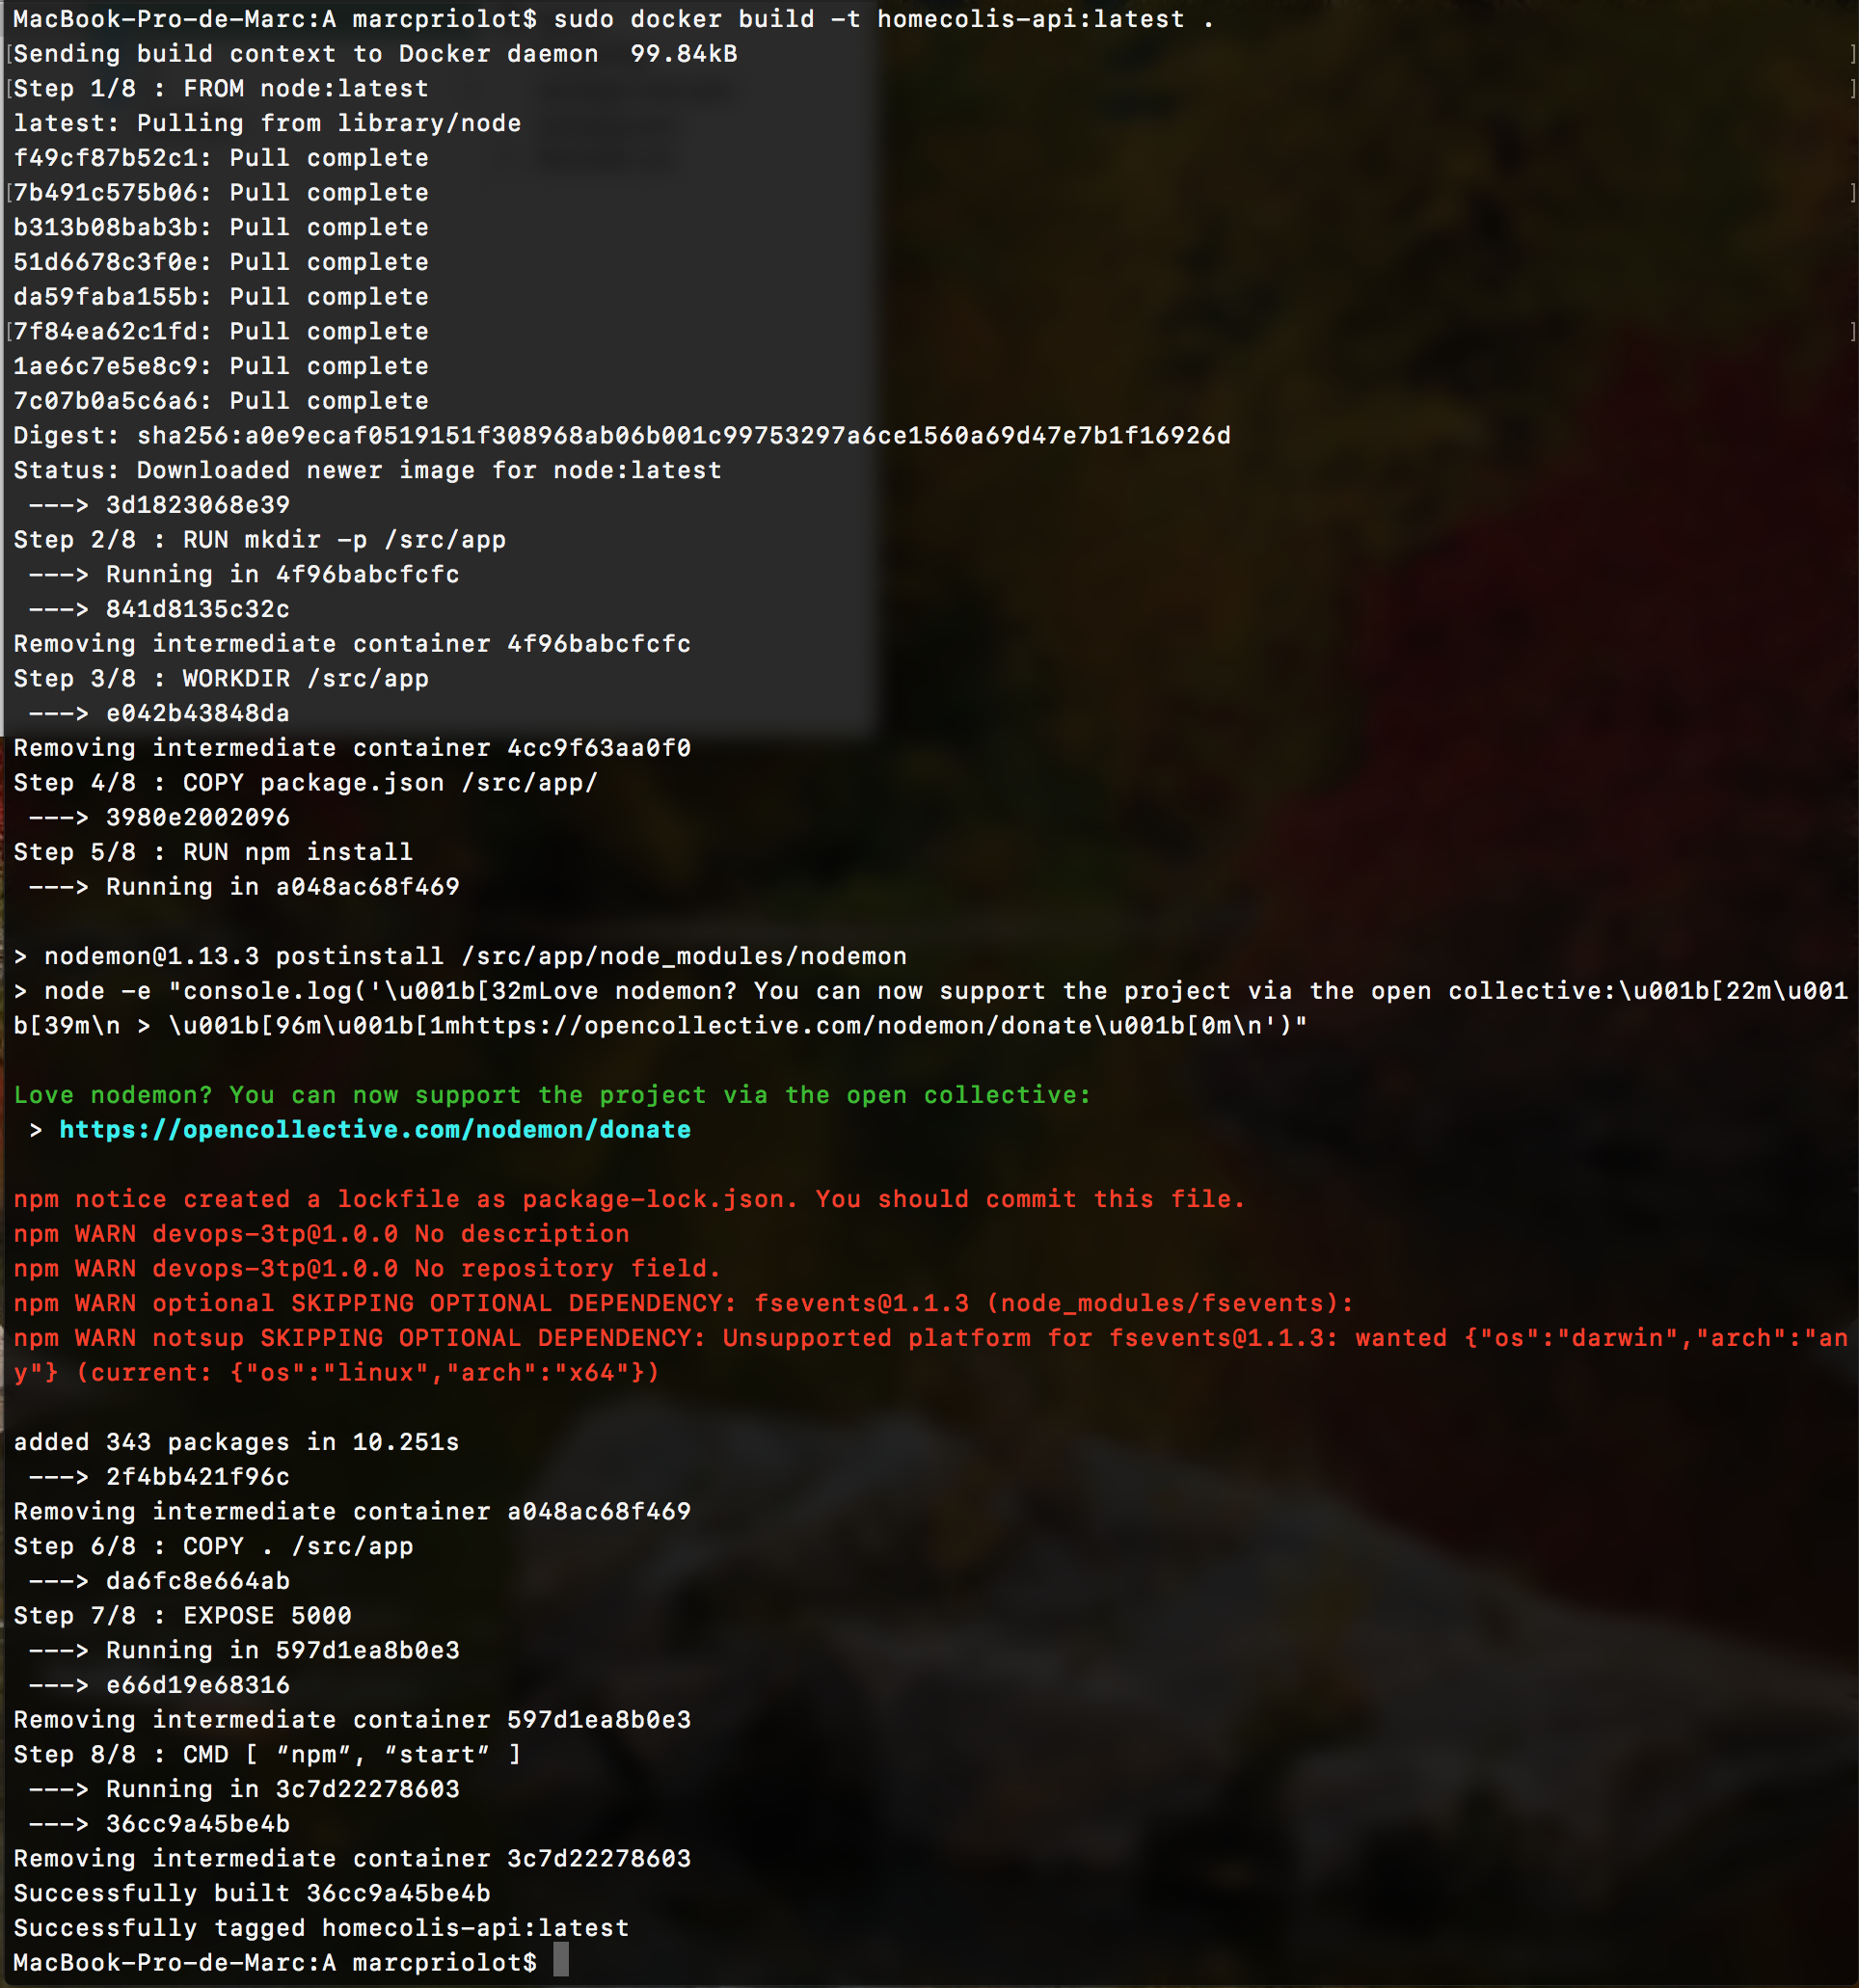 MacBook-Pro-de-Marc:A marcpriolot$ sudo docker build -t homecolis-api:latest .
[Sending build context to Docker daemon  99.84kB ]
[Step 1/8 : FROM node:latest ]
latest: Pulling from library/node
f49cf87b52c1: Pull complete
[7b491c575b06: Pull complete ]
b313b08bab3b: Pull complete
51d6678c3f0e: Pull complete
da59faba155b: Pull complete
[7f84ea62c1fd: Pull complete ]
1ae6c7e5e8c9: Pull complete
7c07b0a5c6a6: Pull complete
Digest: sha256:a0e9ecaf0519151f308968ab06b001c99753297a6ce1560a69d47e7b1f16926d
Status: Downloaded newer image for node:latest
 ---> 3d1823068e39
Step 2/8 : RUN mkdir -p /src/app
 ---> Running in 4f96babcfcfc
 ---> 841d8135c32c
Removing intermediate container 4f96babcfcfc
Step 3/8 : WORKDIR /src/app
 ---> e042b43848da
Removing intermediate container 4cc9f63aa0f0
Step 4/8 : COPY package.json /src/app/
 ---> 3980e2002096
Step 5/8 : RUN npm install
 ---> Running in a048ac68f469
> nodemon@1.13.3 postinstall /src/app/node_modules/nodemon
> node -e "console.log('\u001b[32mLove nodemon? You can now support the project via the open collective:\u001b[22m\u001
b[39m\n > \u001b[96m\u001b[1mhttps://opencollective.com/nodemon/donate\u001b[0m\n')"
Love nodemon? You can now support the project via the open collective:
 > https://opencollective.com/nodemon/donate
npm notice created a lockfile as package-lock.json. You should commit this file.
npm WARN devops-3tp@1.0.0 No description
npm WARN devops-3tp@1.0.0 No repository field.
npm WARN optional SKIPPING OPTIONAL DEPENDENCY: fsevents@1.1.3 (node_modules/fsevents):
npm WARN notsup SKIPPING OPTIONAL DEPENDENCY: Unsupported platform for fsevents@1.1.3: wanted {"os":"darwin","arch":"an
y"} (current: {"os":"linux","arch":"x64"})
added 343 packages in 10.251s
 ---> 2f4bb421f96c
Removing intermediate container a048ac68f469
Step 6/8 : COPY . /src/app
 ---> da6fc8e664ab
Step 7/8 : EXPOSE 5000
 ---> Running in 597d1ea8b0e3
 ---> e66d19e68316
Removing intermediate container 597d1ea8b0e3
Step 8/8 : CMD [ “npm”, “start” ]
 ---> Running in 3c7d22278603
 ---> 36cc9a45be4b
Removing intermediate container 3c7d22278603
Successfully built 36cc9a45be4b
Successfully tagged homecolis-api:latest
MacBook-Pro-de-Marc:A marcpriolot$